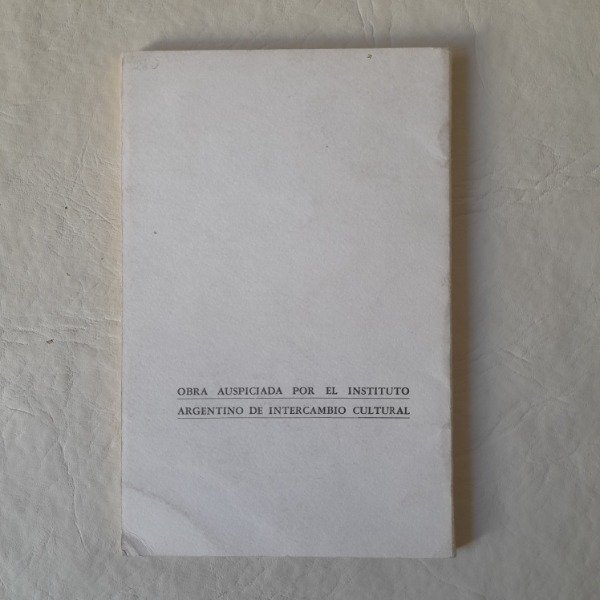 OBRA AUSPICIADA POR EL INSTITUTO
ARGENTINO DE INTERCAMBIO CULTURAL